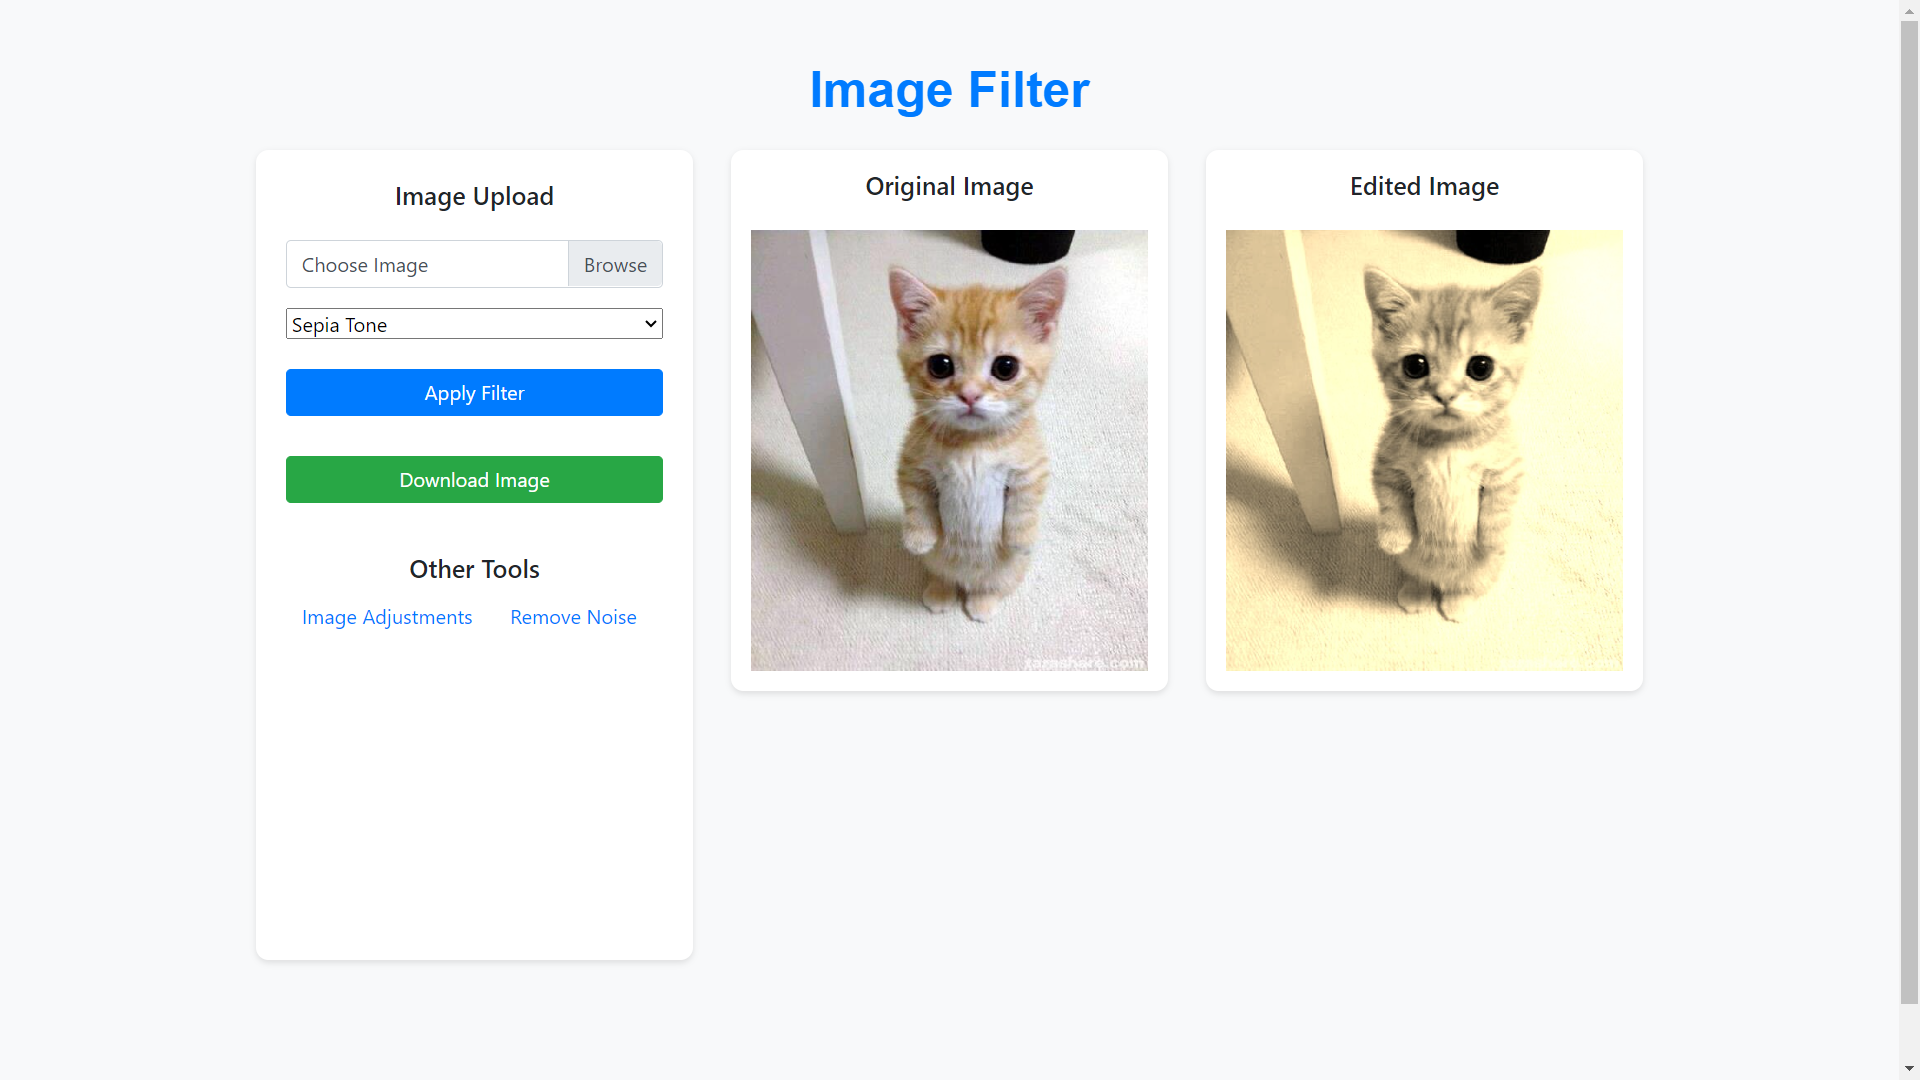 Image Filter
Image Upload
Choose Image
Browse
Sepia Tone
Apply Filter
Download Image
Other Tools
Image Adjustments
Remove Noise
Original Image
Edited Image